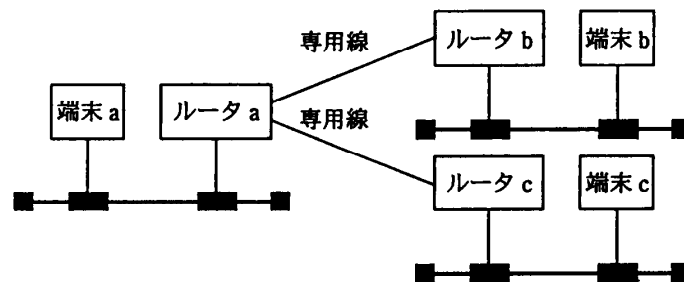 専用線
ルータ b
端末 b
端末 a
ルータ a
専用線
ルータ c
端末 c